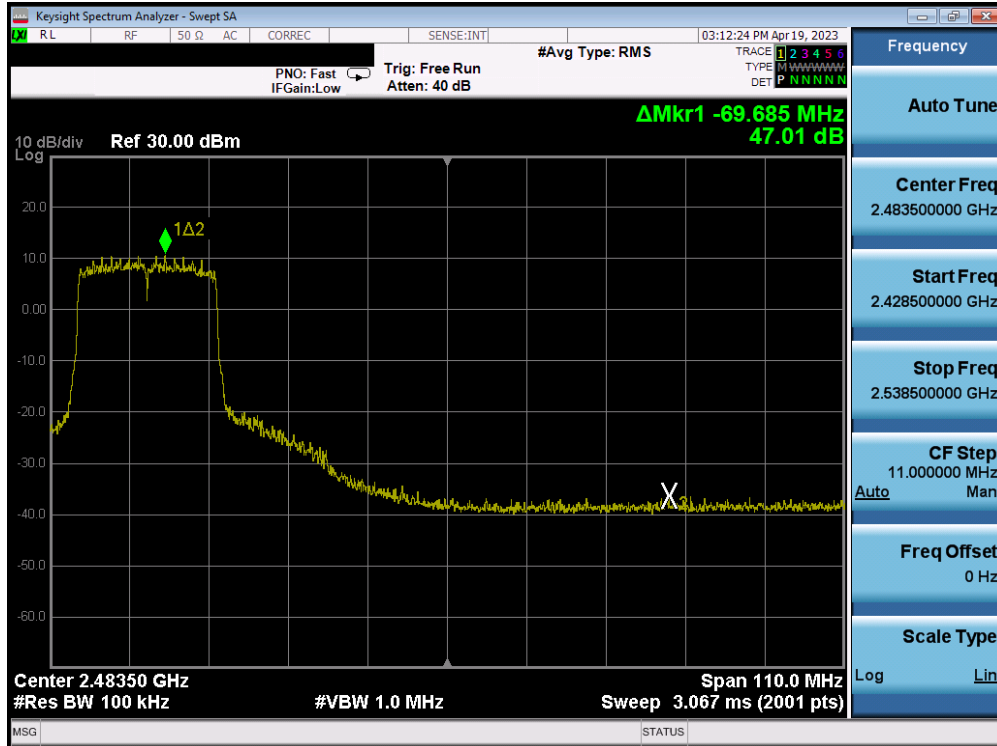 Keysight Spectrum Analyzer - Swept SA
LXI RL RF 50 Ω AC CORREC SENSE:INT 03:12:24 PM Apr 19, 2023
#Avg Type: RMS
TRACE 1 2 3 4 5 6
TYPE M WWWWW
DET P N N N N N
PNO: Fast
IFGain:Low
Trig: Free Run
Atten: 40 dB
ΔMkr1 -69.685 MHz
47.01 dB
10 dB/div
Log
Ref 30.00 dBm
20.0
10.0
0.00
-10.0
-20.0
-30.0
-40.0
-50.0
-60.0
1Δ2
X
Center 2.48350 GHz
#Res BW 100 kHz
#VBW 1.0 MHz
Span 110.0 MHz
Sweep 3.067 ms (2001 pts)
MSG
STATUS
Frequency
Auto Tune
Center Freq
2.483500000 GHz
Start Freq
2.428500000 GHz
Stop Freq
2.538500000 GHz
CF Step
11.000000 MHz
Auto Man
Freq Offset
0 Hz
Scale Type
Log Lin